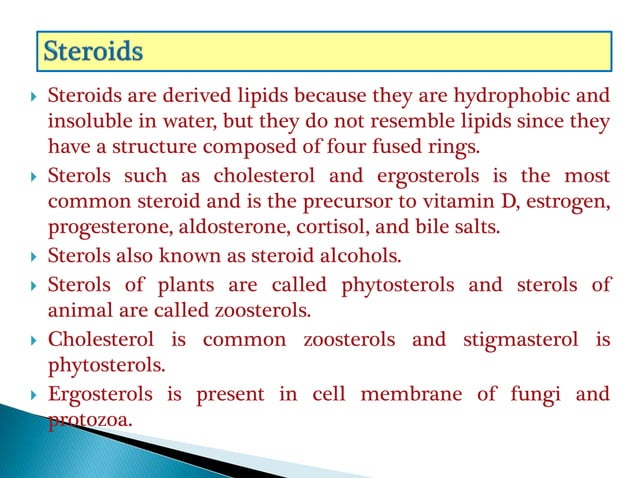 Steroids
Steroids are derived lipids because they are hydrophobic and
insoluble in water, but they do not resemble lipids since they
have a structure composed of four fused rings.
Sterols such as cholesterol and ergosterols is the most
common steroid and is the precursor to vitamin D, estrogen,
progesterone, aldosterone, cortisol, and bile salts.
Sterols also known as steroid alcohols.
Sterols of plants are called phytosterols and sterols of
animal are called zoosterols.
Cholesterol is common zoosterols and stigmasterol is
phytosterols.
Ergosterols is present in cell membrane of fungi and
protozoa.